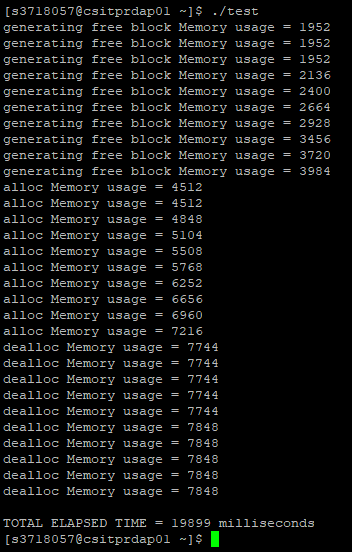 [s3718057@csitprdap01 ~]$ ./test
generating free block Memory usage = 1952
generating free block Memory usage = 1952
generating free block Memory usage = 1952
generating free block Memory usage = 2136
generating free block Memory usage = 2400
generating free block Memory usage = 2664
generating free block Memory usage = 2928
generating free block Memory usage = 3456
generating free block Memory usage = 3720
generating free block Memory usage = 3984
alloc Memory usage = 4512
alloc Memory usage = 4512
alloc Memory usage = 4848
alloc Memory usage = 5104
alloc Memory usage = 5508
alloc Memory usage = 5768
alloc Memory usage = 6252
alloc Memory usage = 6656
alloc Memory usage = 6960
alloc Memory usage = 7216
dealloc Memory usage = 7744
dealloc Memory usage = 7744
dealloc Memory usage = 7744
dealloc Memory usage = 7744
dealloc Memory usage = 7744
dealloc Memory usage = 7848
dealloc Memory usage = 7848
dealloc Memory usage = 7848
dealloc Memory usage = 7848
dealloc Memory usage = 7848
TOTAL ELAPSED TIME = 19899 milliseconds
[s3718057@csitprdap01 ~]$